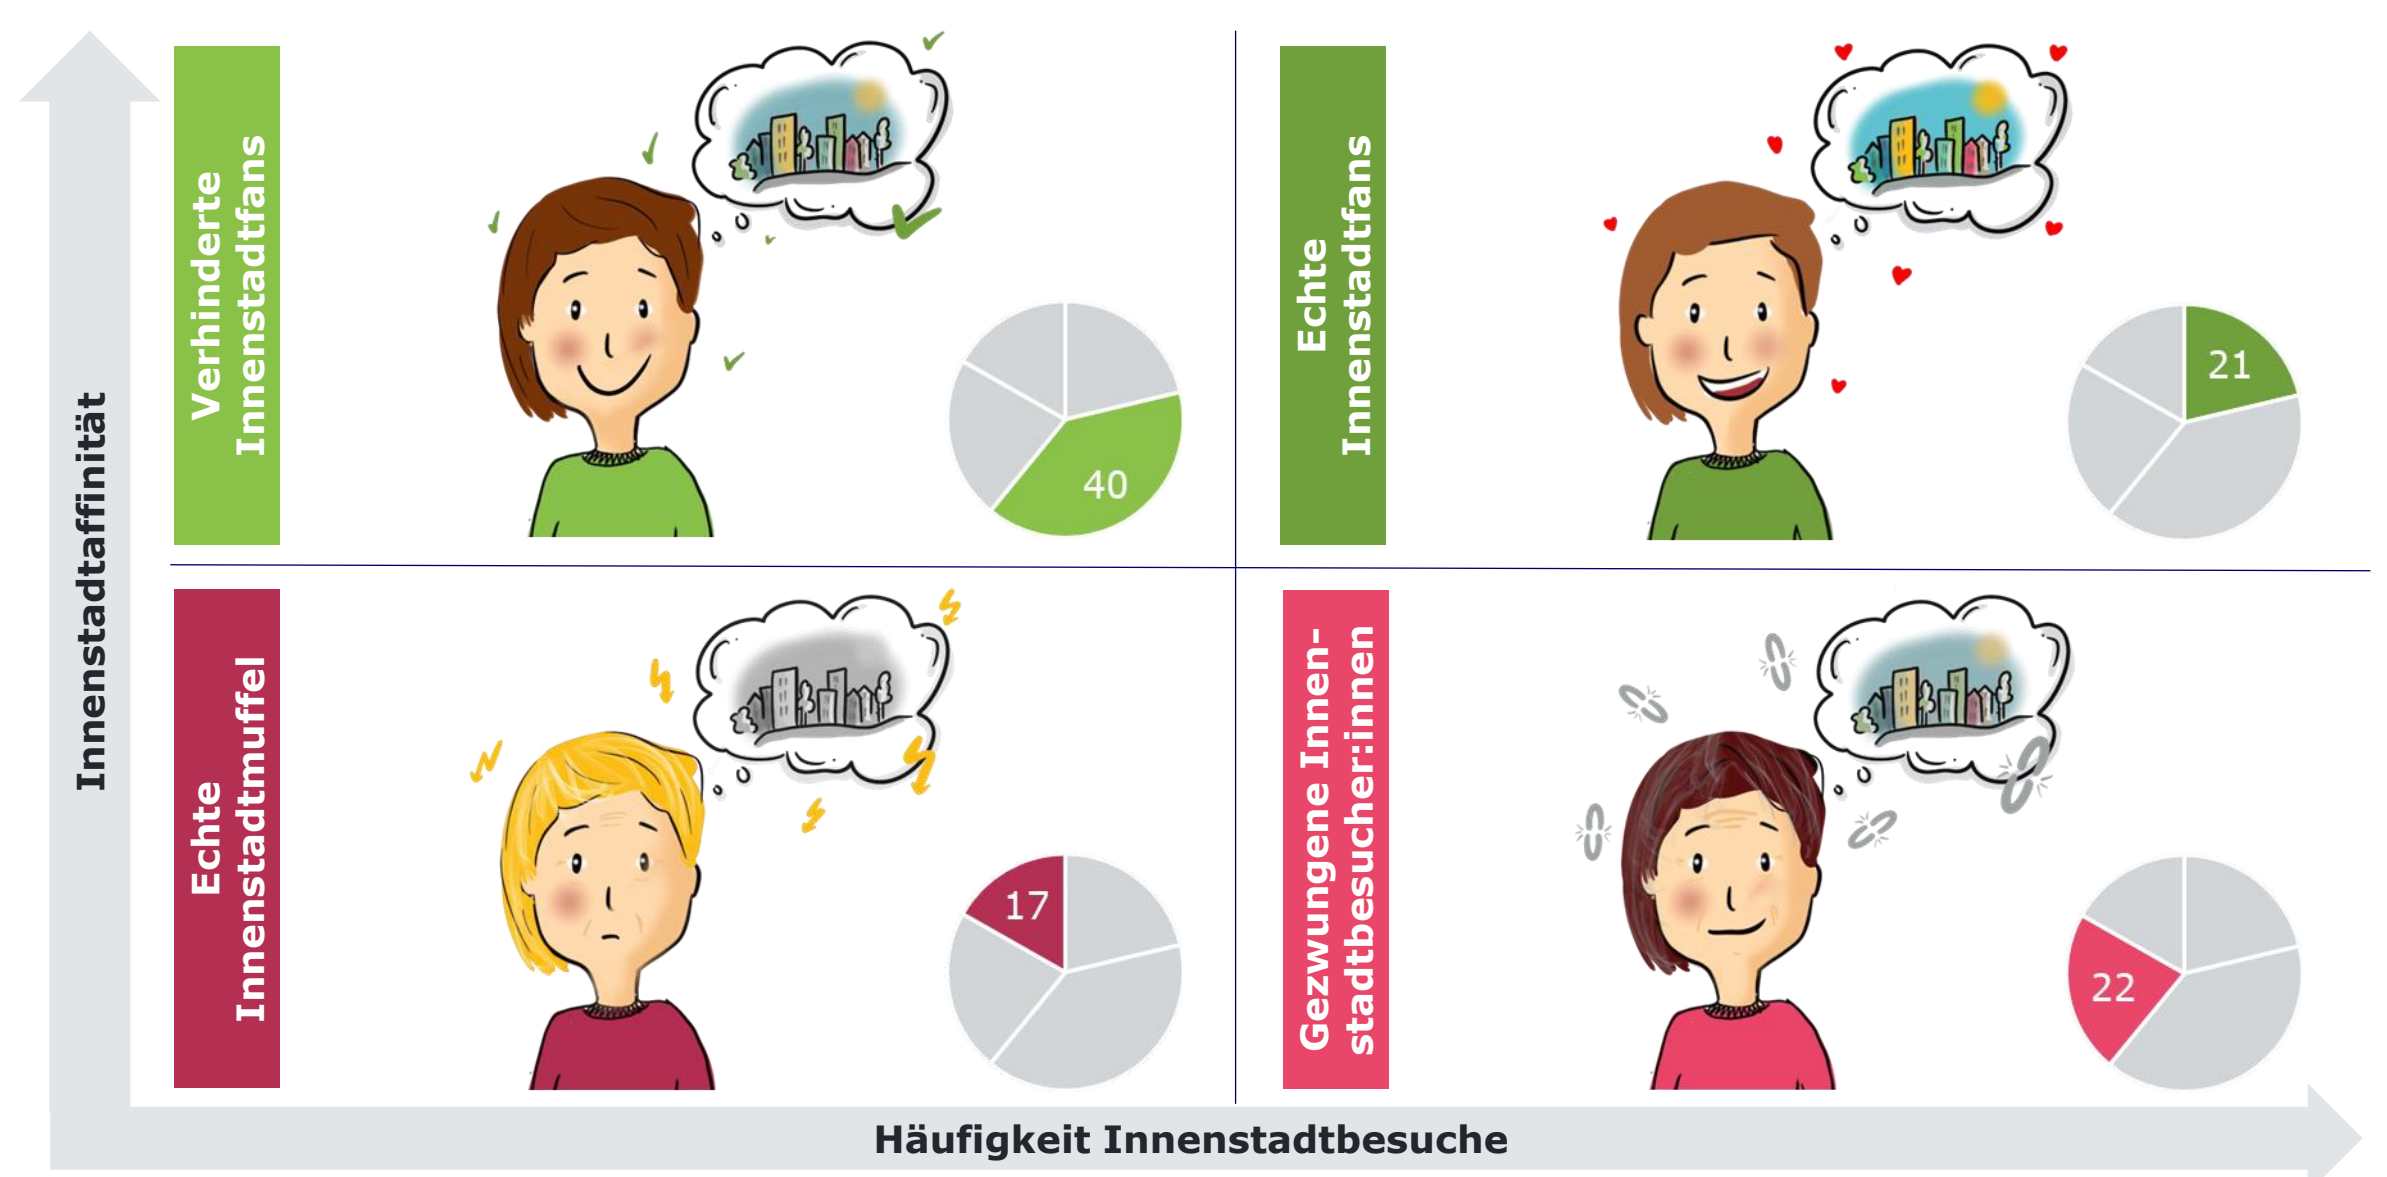 Innenstadtaffinität
Verhinderte
Innenstadtfans
40
Echte
Innenstadtfans
21
Echte
Innenstadtmuffel
17
Gezwungene Innen-
stadtbesucher:innen
22
Häufigkeit Innenstadtbesuche